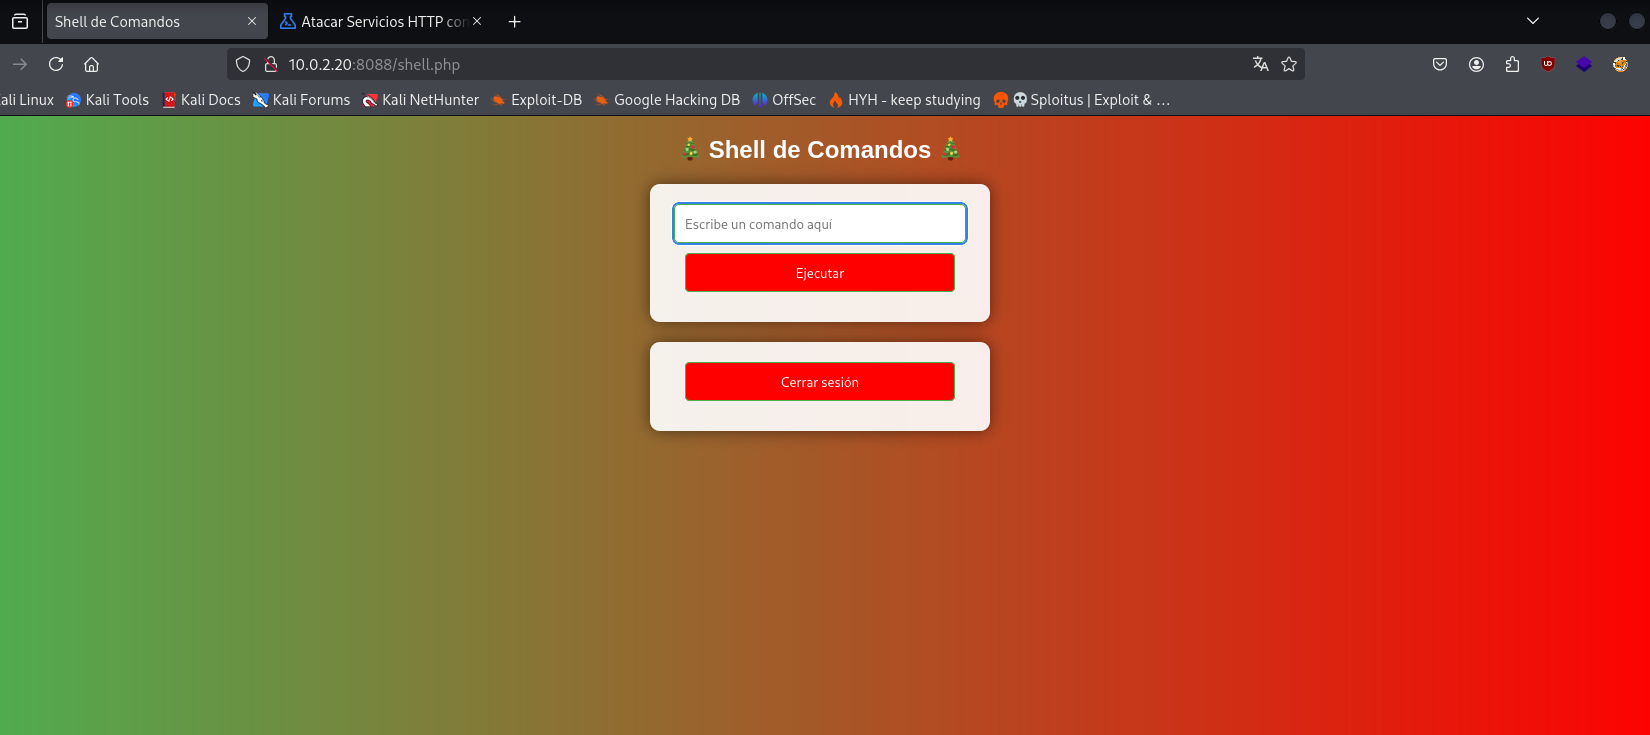 Shell de Comandos
Atacar Servicios HTTP con
10.0.2.20:8088/shell.php
ali Linux Kali Tools Kali Docs Kali Forums Kali NetHunter Exploit-DB Google Hacking DB OffSec HYH - keep studying Sploitus | Exploit & …
🎄 Shell de Comandos 🎄
Escribe un comando aquí
Ejecutar
Cerrar sesión